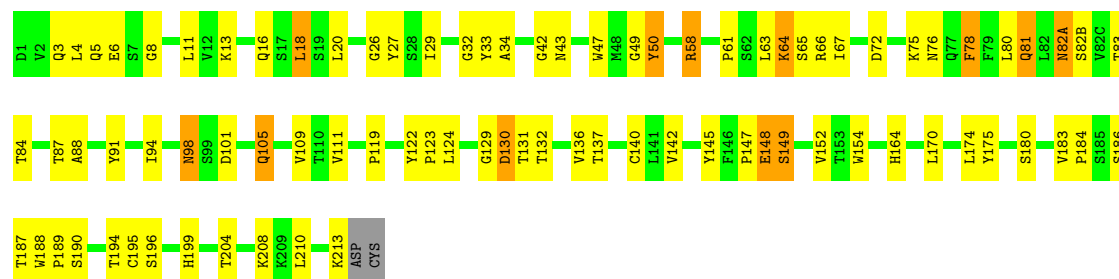 D1 V2 Q3 L4 Q5 E6 S7 G8 L11 V12 K13 Q16 S17 L18 S19 L20 G26 Y27 S28 I29 G32 Y33 A34 G42 N43 W47 M48 G49 Y50 R58 P61 S62 L63 K64 S65 R66 I67 D72 K75 N76 Q77 F78 F79 L80 Q81 L82 N82A S82B V82C T83
T84 T87 A88 Y91 I94 N98 S99 D101 Q105 V109 T110 V111 P119 Y122 P123 L124 G129 D130 T131 T132 V136 T137 C140 L141 V142 Y145 F146 P147 E148 S149 V152 T153 W154 H164 L170 L174 Y175 S180 V183 P184 S185 S186
T187 W188 P189 S190 T194 C195 S196 H199 T204 K208 K209 L210 K213 ASP CYS